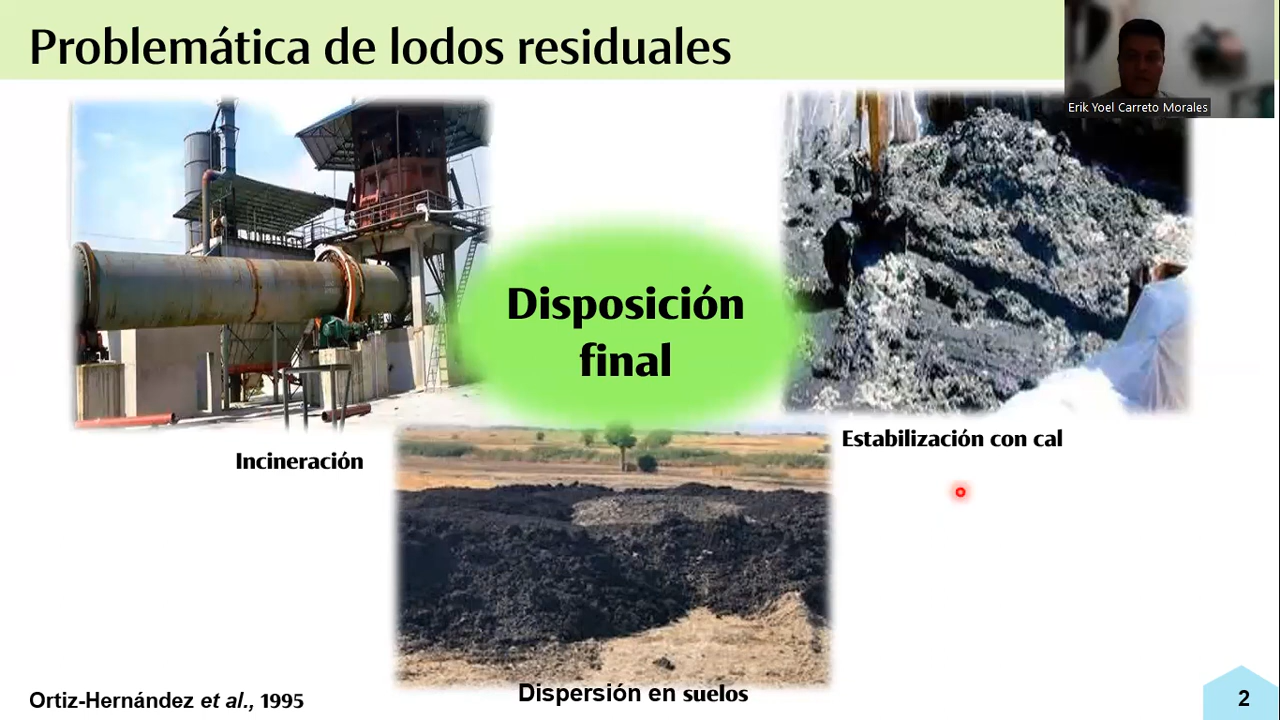 Problemática de lodos residuales
Erik Yoel Carreto Morales
Disposición
final
Estabilización con cal
Incineración
Dispersión en suelos
Ortiz-Hernández et al., 1995
2